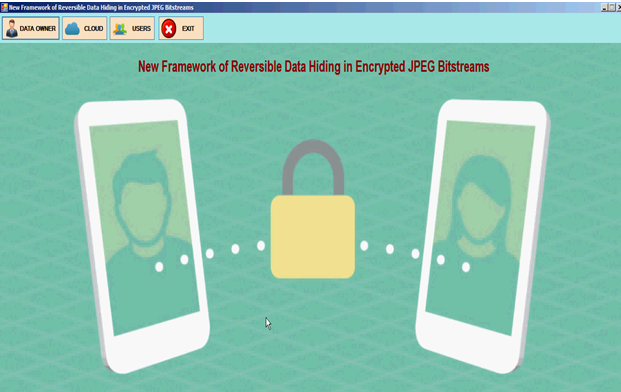 New Framework of Reversible Data Hiding in Encrypted JPEG Bitstreams
DATA OWNER CLOUD USERS EXIT
New Framework of Reversible Data Hiding in Encrypted JPEG Bitstreams